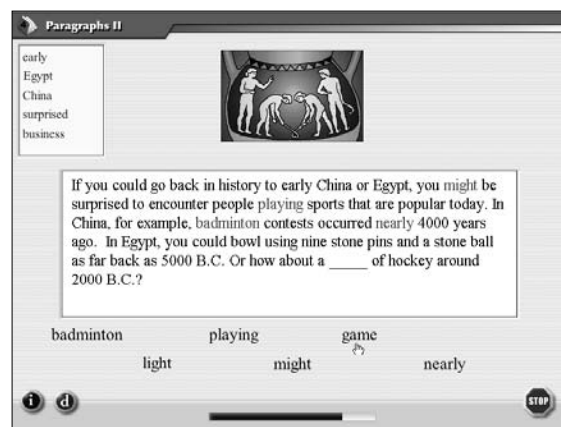 Paragraphs II
early
Egypt
China
surprised
business
If you could go back in history to early China or Egypt, you might be
surprised to encounter people playing sports that are popular today. In
China, for example, badminton contests occurred nearly 4000 years
ago. In Egypt, you could bowl using nine stone pins and a stone ball
as far back as 5000 B.C. Or how about a _____ of hockey around
2000 B.C.?
badminton playing game
light might nearly
i d STOP